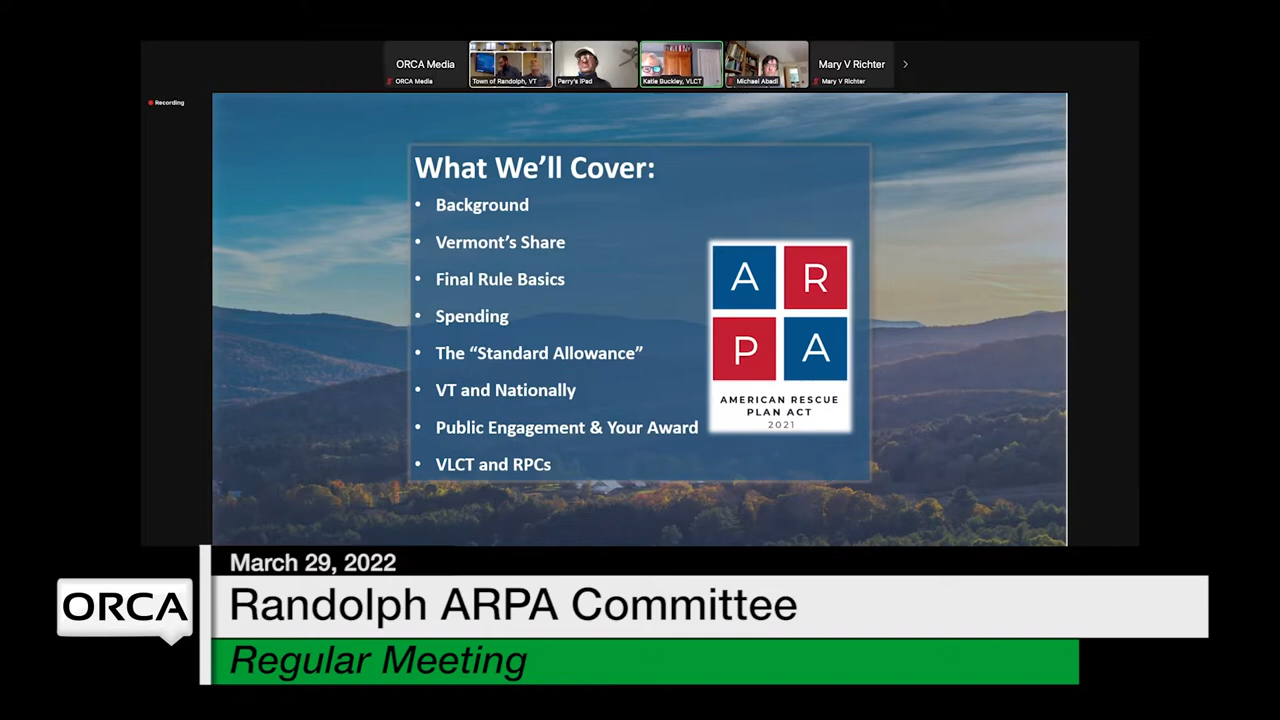 ORCA Media
Mary V Richter
ORCA Media
Town of Randolph, VT
Perry's iPad
Katie Buckley, VLCT
Michael Abadi
Mary V Richter
Recording
What We'll Cover:
• Background
• Vermont's Share
• Final Rule Basics
• Spending
• The "Standard Allowance"
• VT and Nationally
• Public Engagement & Your Award
• VLCT and RPCs
A R
P A
AMERICAN RESCUE
PLAN ACT
2021
March 29, 2022
ORCA
Randolph ARPA Committee
Regular Meeting